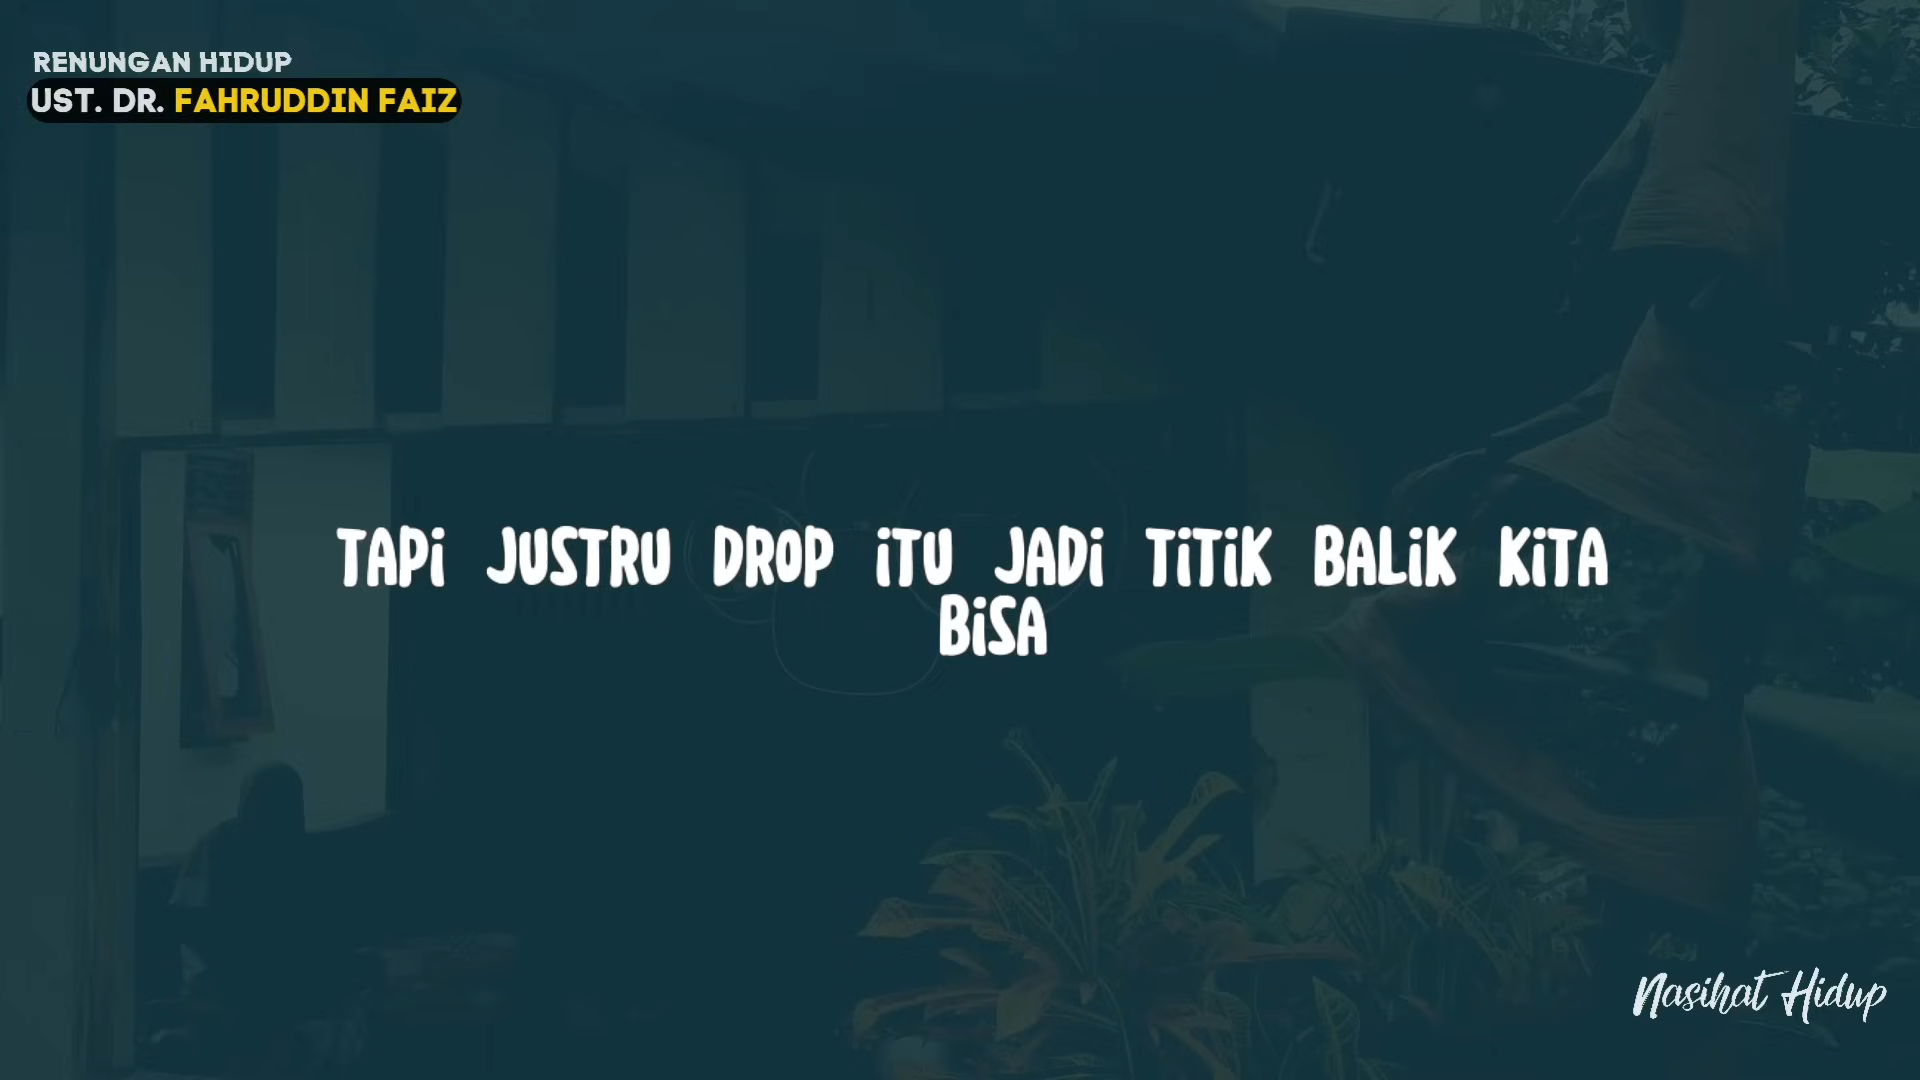 RENUNGAN HIDUP
UST. DR. FAHRUDDIN FAIZ
TAPI JUSTRU DROP ITU JADI TITIK BALIK KITA
BISA
Nasihat Hidup